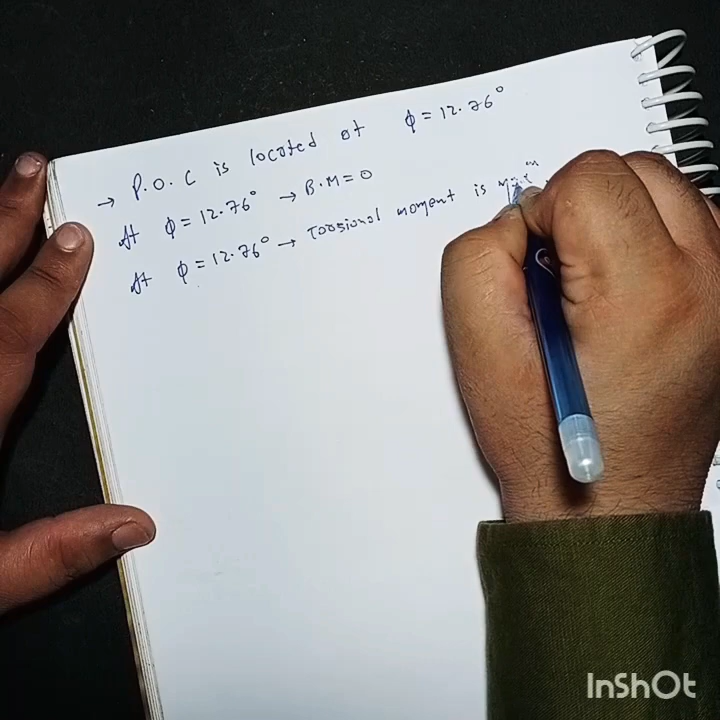 → P.O.C is located at ϕ = 12.76°
At ϕ = 12.76° → B.M = 0
At ϕ = 12.76° → Torsional moment is
InShOt